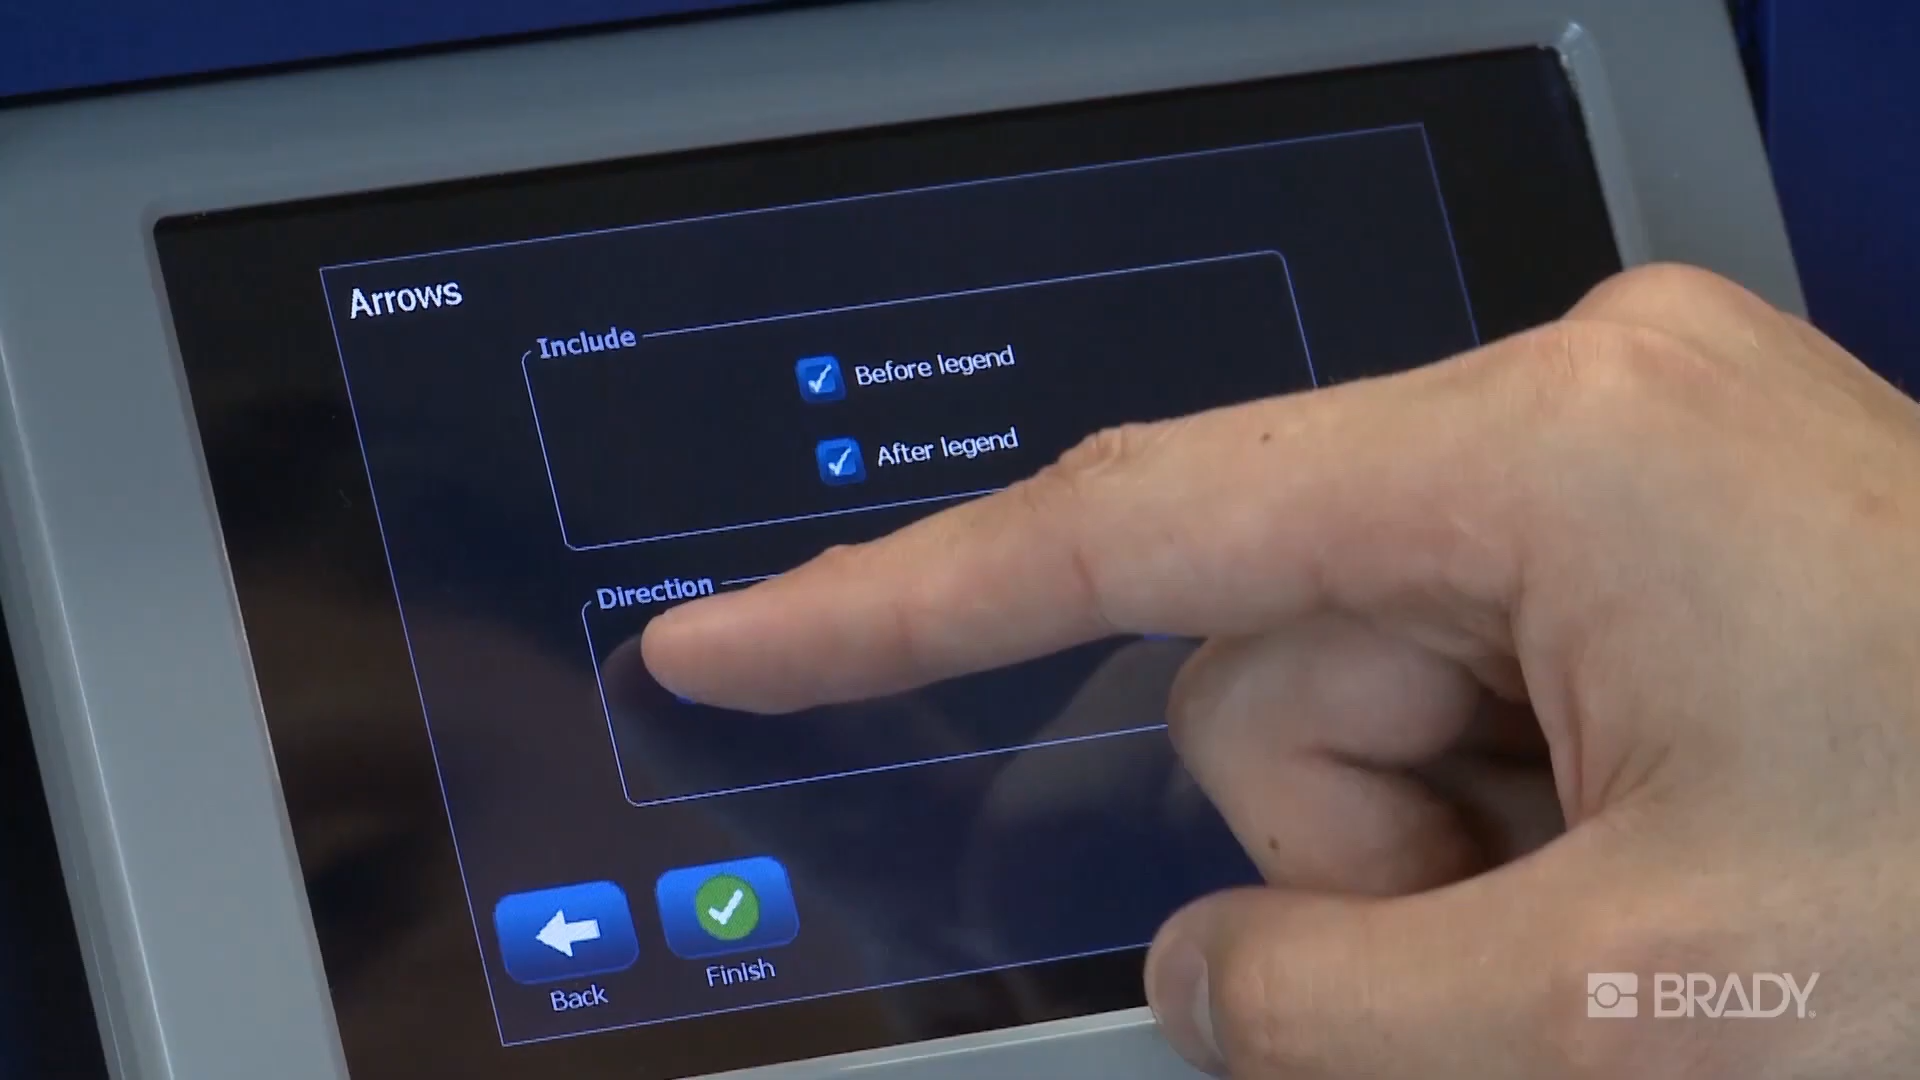 Arrows
Include
Before legend
After legend
Direction
Back
Finish
BRADY